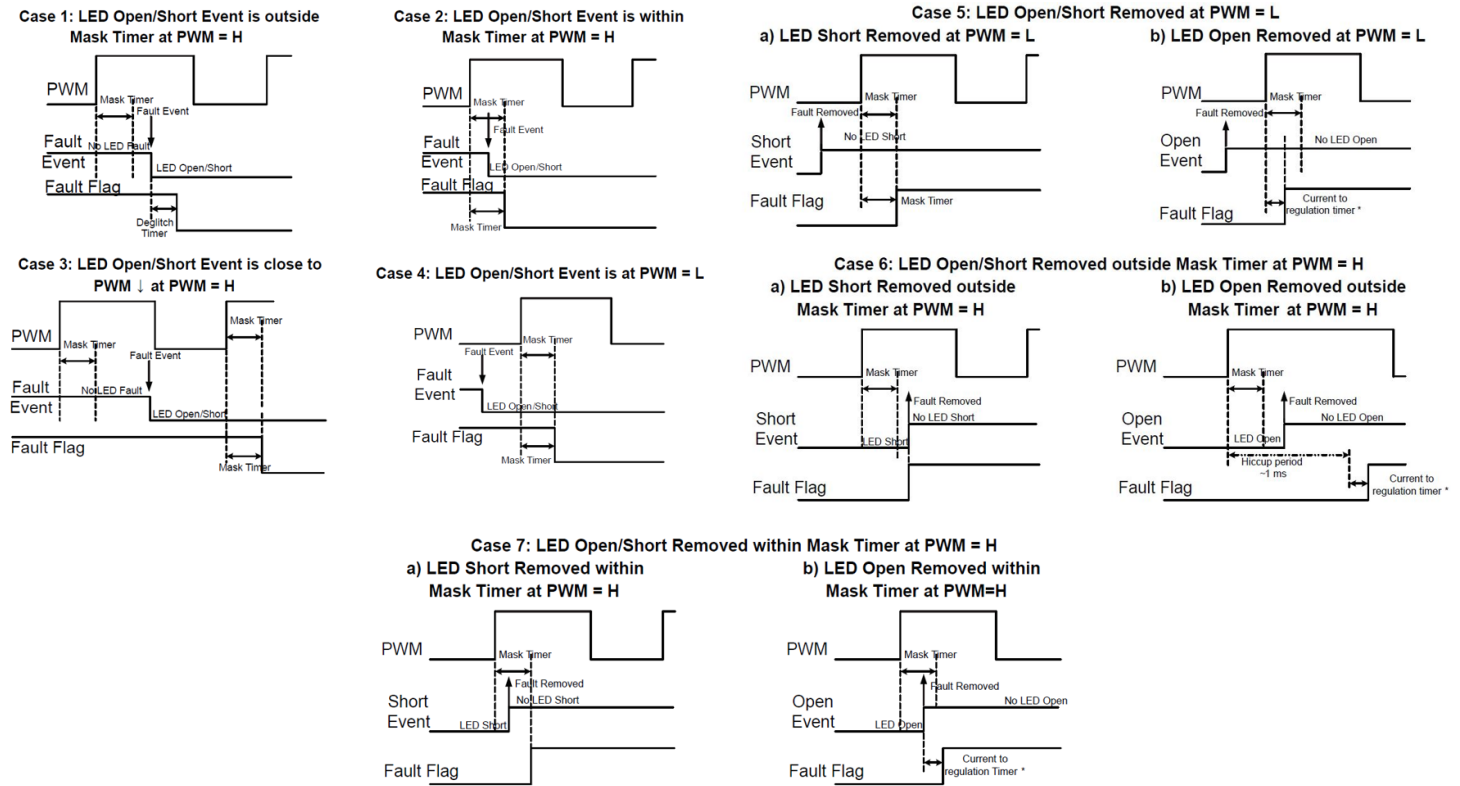 Case 1: LED Open/Short Event is outside
Mask Timer at PWM = H
PWM
Mask Timer
Fault Event
Fault
Event
No LED Fault
LED Open/Short
Fault Flag
Deglitch
Timer
Case 2: LED Open/Short Event is within
Mask Timer at PWM = H
PWM
Mask Timer
Fault Event
Fault
Event
LED Open/Short
Fault Flag
Mask Timer
Case 5: LED Open/Short Removed at PWM = L
a) LED Short Removed at PWM = L
PWM
Mask Timer
Fault Removed
No LED Short
Short
Event
Fault Flag
Mask Timer
b) LED Open Removed at PWM = L
PWM
Mask Timer
Fault Removed
No LED Open
Open
Event
Fault Flag
Current to
regulation timer *
Case 3: LED Open/Short Event is close to
PWM ↓ at PWM = H
Mask Timer
PWM
Mask Timer
Fault Event
Fault
Event
No LED Fault
LED Open/Short
Fault Flag
Mask Timer
Case 4: LED Open/Short Event is at PWM = L
PWM
Mask Timer
Fault Event
Fault
Event
LED Open/Short
Fault Flag
Mask Timer
Case 6: LED Open/Short Removed outside Mask Timer at PWM = H
a) LED Short Removed outside
Mask Timer at PWM = H
PWM
Mask Timer
Fault Removed
Short
Event
No LED Short
LED Short
Fault Flag
b) LED Open Removed outside
Mask Timer at PWM = H
PWM
Mask Timer
Fault Removed
Open
Event
No LED Open
LED Open
Hiccup period
~1 ms
Fault Flag
Current to
regulation timer *
Case 7: LED Open/Short Removed within Mask Timer at PWM = H
a) LED Short Removed within
Mask Timer at PWM = H
PWM
Mask Timer
Fault Removed
Short
Event
No LED Short
LED Short
Fault Flag
b) LED Open Removed within
Mask Timer at PWM=H
PWM
Mask Timer
Fault Removed
Open
Event
No LED Open
LED Open
Fault Flag
Current to
regulation Timer *